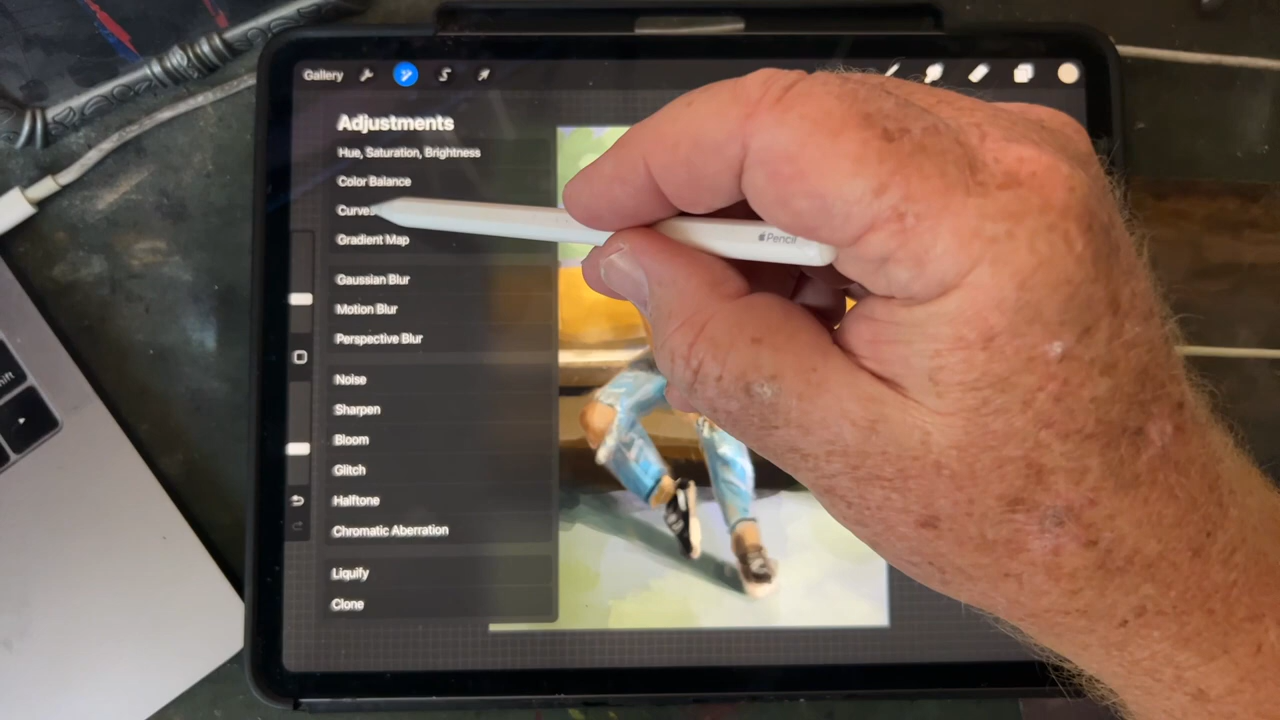 Gallery
Adjustments
Hue, Saturation, Brightness
Color Balance
Curves
Gradient Map
Gaussian Blur
Motion Blur
Perspective Blur
Noise
Sharpen
Bloom
Glitch
Halftone
Chromatic Aberration
Liquify
Clone
Pencil
shift